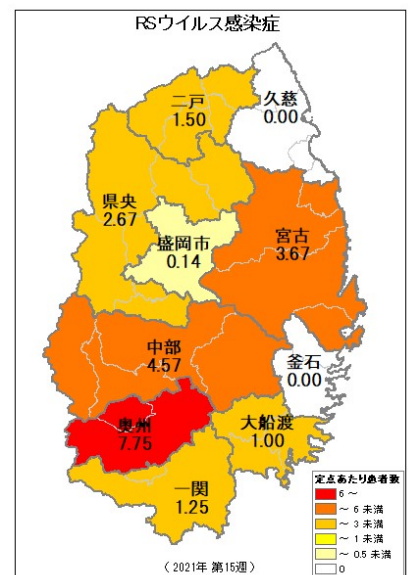 RSウイルス感染症
二戸
1.50
久慈
0.00
県央
2.67
盛岡市
0.14
宮古
3.67
中部
4.57
釜石
0.00
奥州
7.75
大船渡
1.00
一関
1.25
定点あたり患者数
6 ～
～ 6 未満
～ 3 未満
～ 1 未満
～ 0.5 未満
0
（ 2021年 第15週）